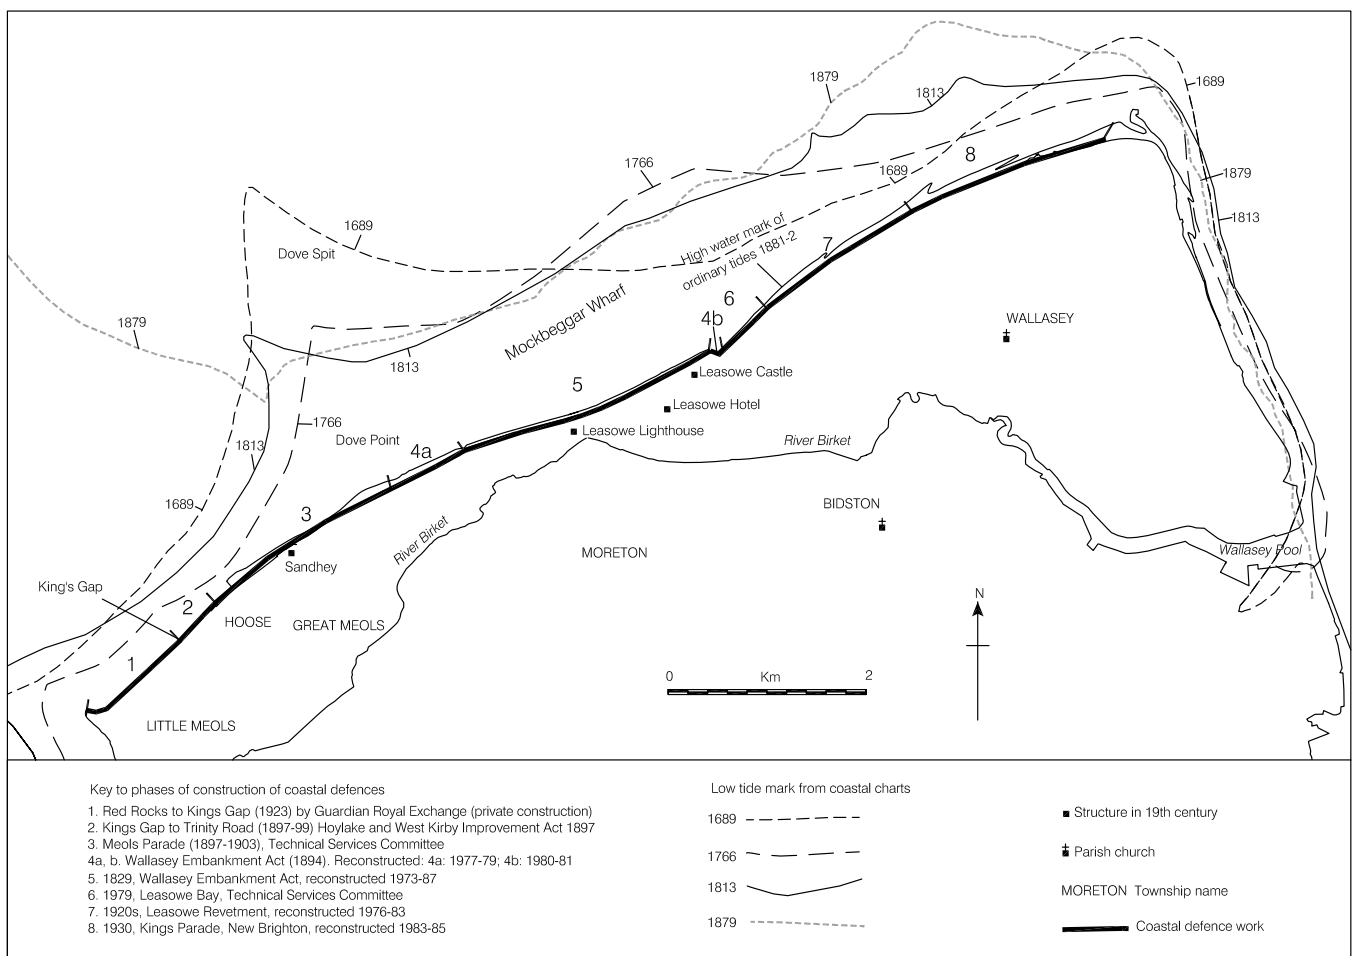 1689
1879
1813
1766
8
1689
1879
1689
1813
High water mark of
ordinary tides 1881-2
7
Dove Spit
6
Mockbeggar Wharf
4b
1879
WALLASEY
1813
Leasowe Castle
5
Leasowe Hotel
1766
Leasowe Lighthouse
Dove Point
1813
4a
River Birket
1689
BIDSTON
3
River Birket
Wallasey Pool
MORETON
Sandhey
King's Gap
2
HOOSE
GREAT MEOLS
N
1
0 Km 2
LITTLE MEOLS
Key to phases of construction of coastal defences
1. Red Rocks to Kings Gap (1923) by Guardian Royal Exchange (private construction)
2. Kings Gap to Trinity Road (1897-99) Hoylake and West Kirby Improvement Act 1897
3. Meols Parade (1897-1903), Technical Services Committee
4a, b. Wallasey Embankment Act (1894). Reconstructed: 4a: 1977-79; 4b: 1980-81
5. 1829, Wallasey Embankment Act, reconstructed 1973-87
6. 1979, Leasowe Bay, Technical Services Committee
7. 1920s, Leasowe Revetment, reconstructed 1976-83
8. 1930, Kings Parade, New Brighton, reconstructed 1983-85
Low tide mark from coastal charts
1689
1766
1813
1879
Structure in 19th century
Parish church
MORETON Township name
Coastal defence work